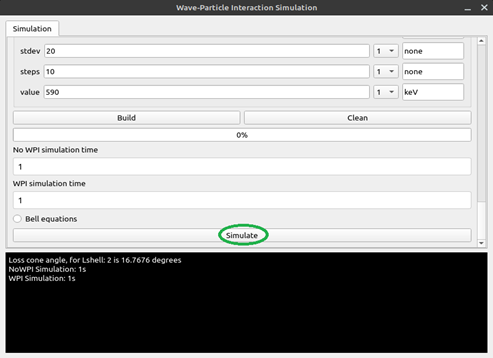 Wave-Particle Interaction Simulation
Simulation
stdev 20 1 none
steps 10 1 none
value 590 1 keV
Build Clean
0%
No WPI simulation time
1
WPI simulation time
1
Bell equations
Simulate
Loss cone angle, for Lshell: 2 is 16.7676 degrees
NoWPI Simulation: 1s
WPI Simulation: 1s